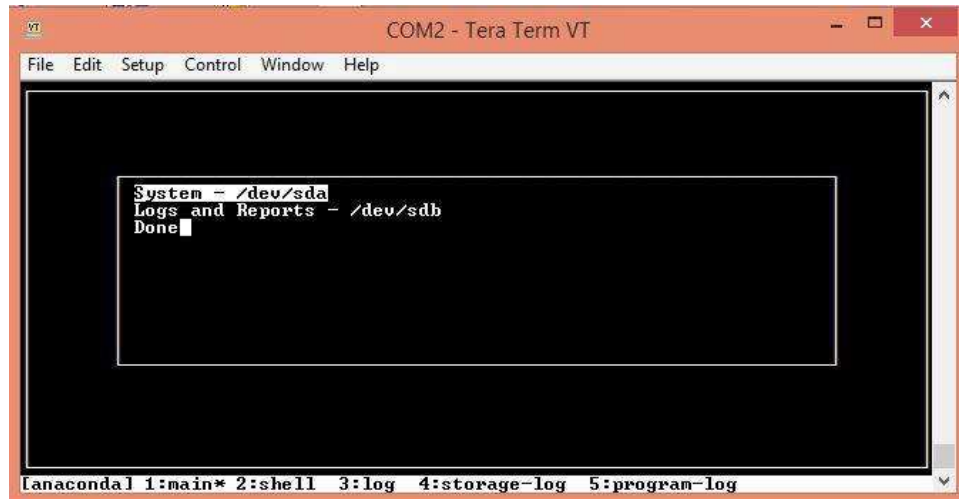 VT
COM2 - Tera Term VT
File Edit Setup Control Window Help
System - /dev/sda
Logs and Reports - /dev/sdb
Done
[anaconda] 1:main* 2:shell 3:log 4:storage-log 5:program-log